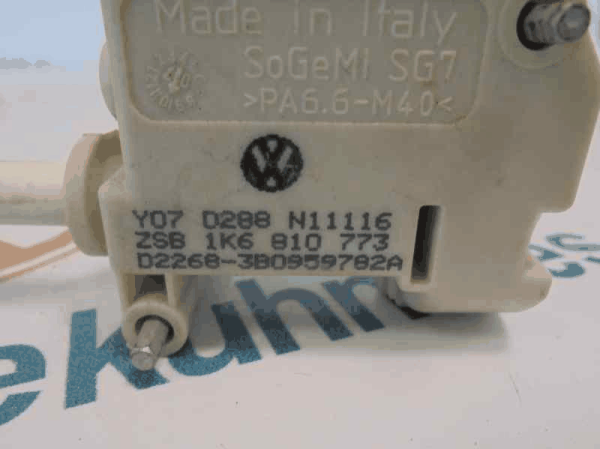 Made in Italy
SoGeMi SG7
>PA6.6-M40<
Y07 D288 N11116
ZSB 1K6 810 773
D2268-3B0959782A